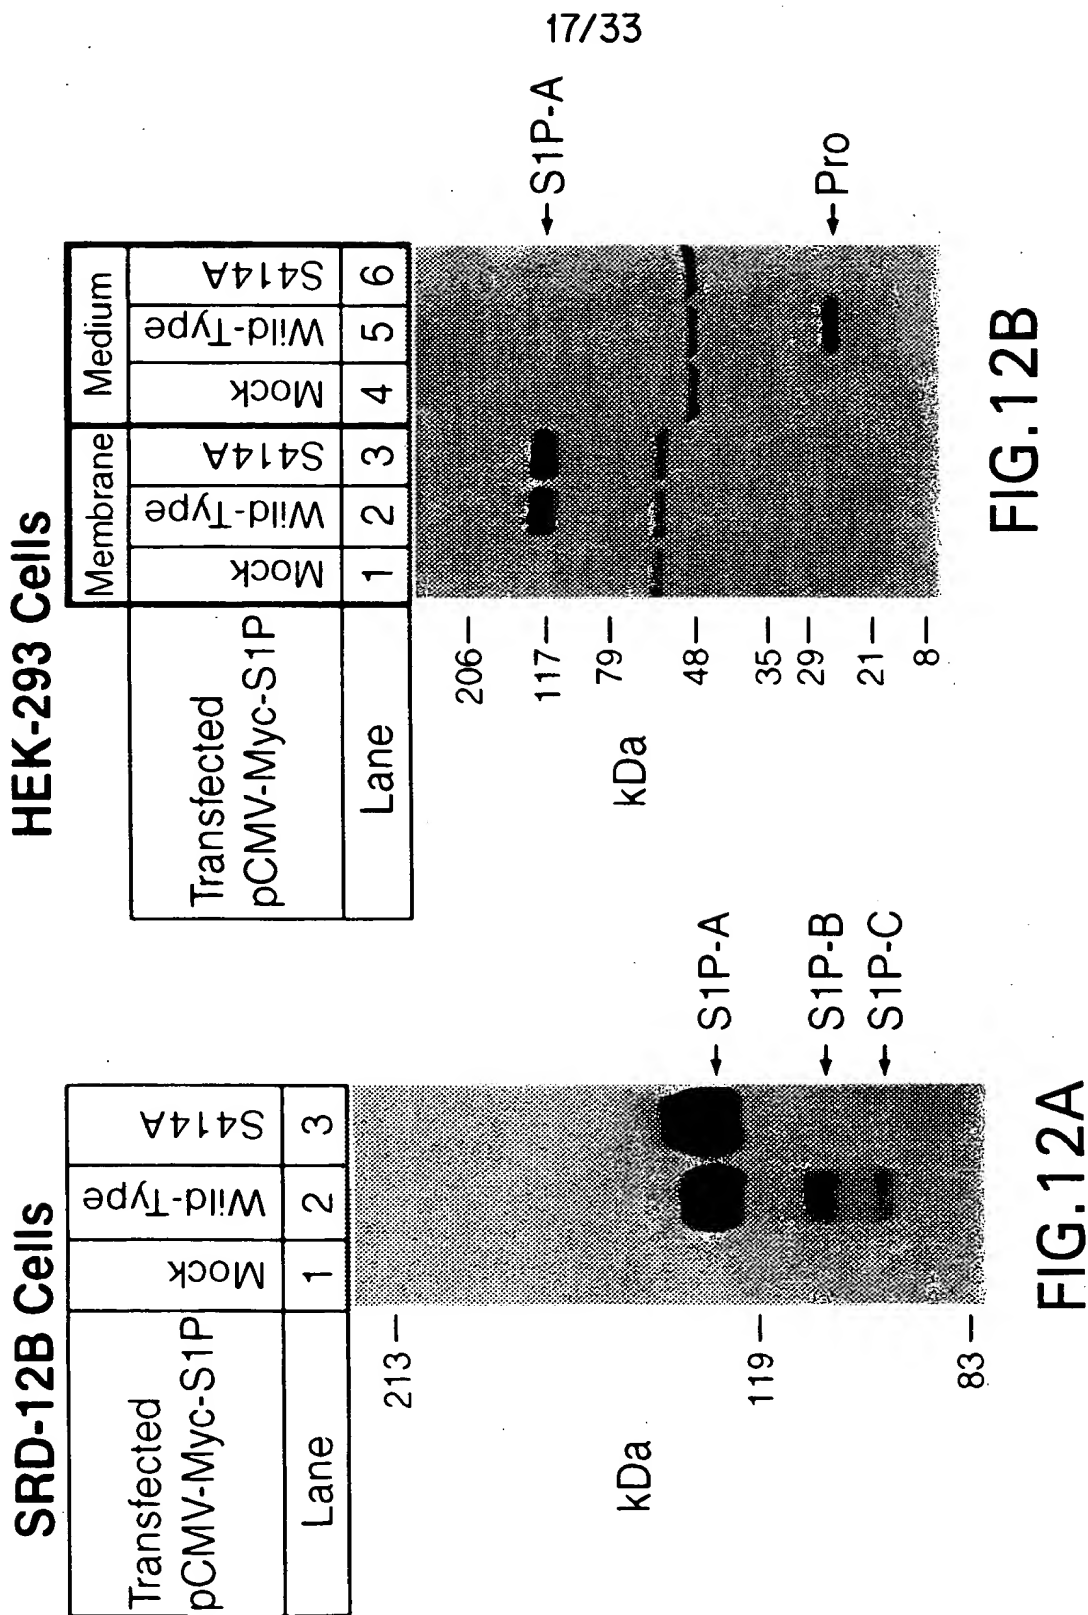 17/33
SRD-12B Cells
Transfected
pCMV-Myc-S1P
Mock
Wild-Type
S414A
Lane
1
2
3
kDa
213
119
83
S1P-A
S1P-B
S1P-C
FIG.12A
HEK-293 Cells
Transfected
pCMV-Myc-S1P
Membrane
Medium
Mock
Wild-Type
S414A
Mock
Wild-Type
S414A
Lane
1
2
3
4
5
6
kDa
206
117
79
48
35
29
21
8
S1P-A
Pro
FIG.12B